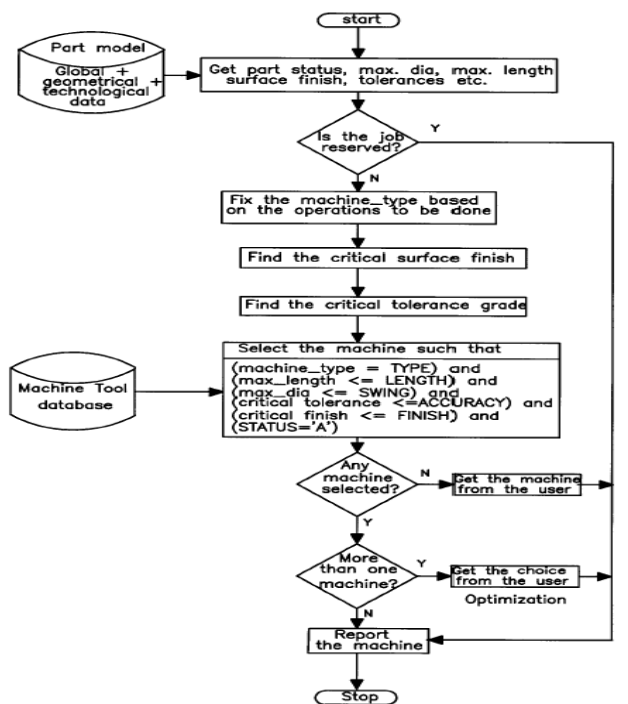 start
Part model
Global +
geometrical +
technological
data
Get part status, max. dia, max. length
surface finish, tolerances etc.
Is the job
reserved?
Y
N
Fix the machine_type based
on the operations to be done
Find the critical surface finish
Find the critical tolerance grade
Select the machine such that
(machine_type = TYPE) and
(max_length <= LENGTH) and
(max_dia <= SWING) and
(critical tolerance <=ACCURACY) and
(critical finish <= FINISH) and
(STATUS='A')
Machine Tool
database
Any
machine
selected?
N
Get the machine
from the user
Y
More
than one
machine?
Y
Get the choice
from the user
Optimization
N
Report
the machine
Stop